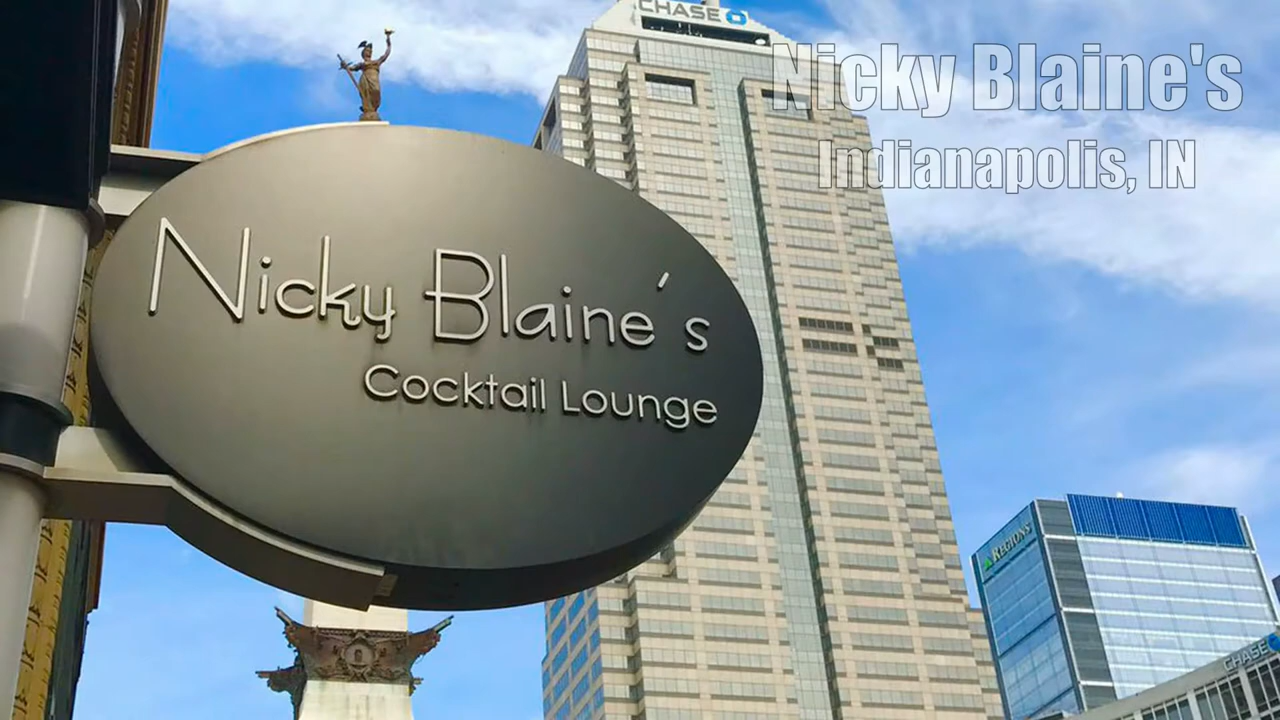 CHASE
Nicky Blaine's
Indianapolis, IN
Nicky Blaine's
Cocktail Lounge
REGIONS
CHASE